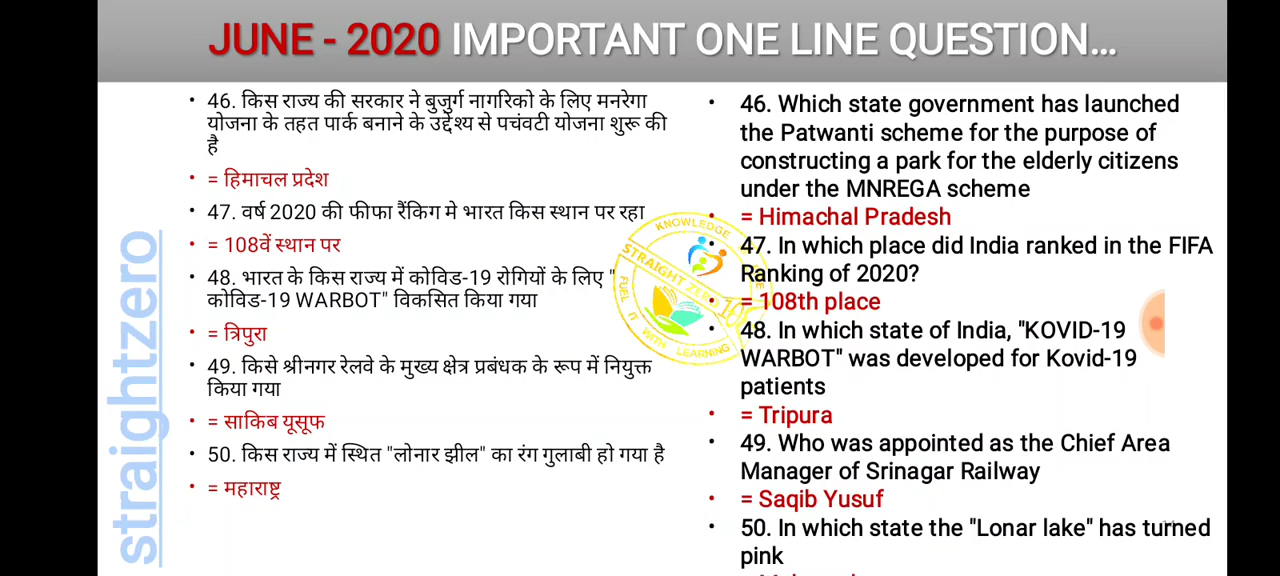 JUNE - 2020 IMPORTANT ONE LINE QUESTION...
• 46. किस राज्य की सरकार ने बुजुर्ग नागरिको के लिए मनरेगा
योजना के तहत पार्क बनाने के उद्देश्य से पचंवटी योजना शुरू की
है
• = हिमाचल प्रदेश
• 47. वर्ष 2020 की फीफा रैंकिग मे भारत किस स्थान पर रहा
• = 108वें स्थान पर
• 48. भारत के किस राज्य में कोविड-19 रोगियों के लिए "
कोविड-19 WARBOT" विकसित किया गया
• = त्रिपुरा
• 49. किसे श्रीनगर रेलवे के मुख्य क्षेत्र प्रबंधक के रूप में नियुक्त
किया गया
• = साकिब यूसूफ
• 50. किस राज्य में स्थित "लोनार झील" का रंग गुलाबी हो गया है
• = महाराष्ट्र
• 46. Which state government has launched
the Patwanti scheme for the purpose of
constructing a park for the elderly citizens
under the MNREGA scheme
• = Himachal Pradesh
• 47. In which place did India ranked in the FIFA
Ranking of 2020?
• = 108th place
• 48. In which state of India, "KOVID-19
WARBOT" was developed for Kovid-19
patients
• = Tripura
• 49. Who was appointed as the Chief Area
Manager of Srinagar Railway
• = Saqib Yusuf
• 50. In which state the "Lonar lake" has turned
pink
straightzero
KNOWLEDGE
STRAIGHT ZERO
FUEL IT WITH LEARNING